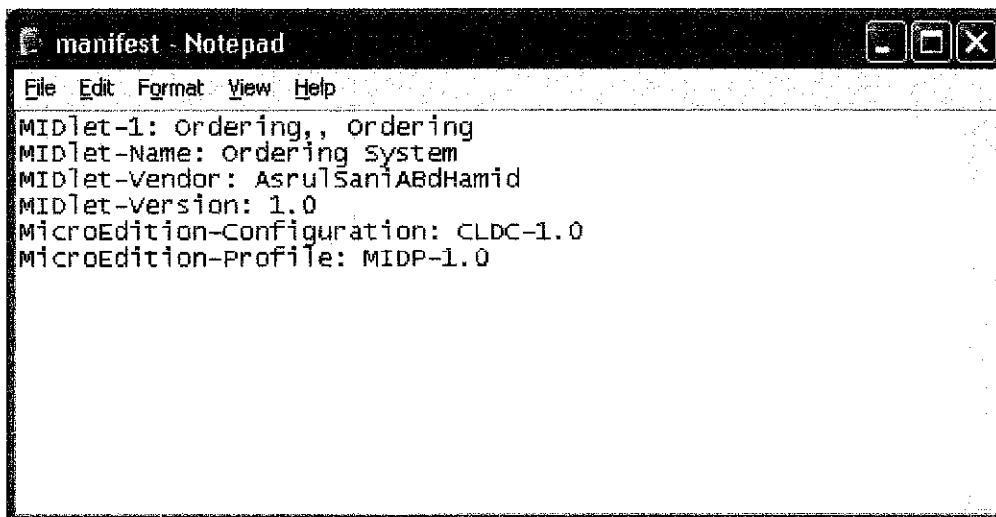 manifest - Notepad
File Edit Format View Help
MIDlet-1: Ordering,, Ordering
MIDlet-Name: Ordering System
MIDlet-Vendor: AsrulSaniABdHamid
MIDlet-Version: 1.0
MicroEdition-Configuration: CLDC-1.0
MicroEdition-Profile: MIDP-1.0